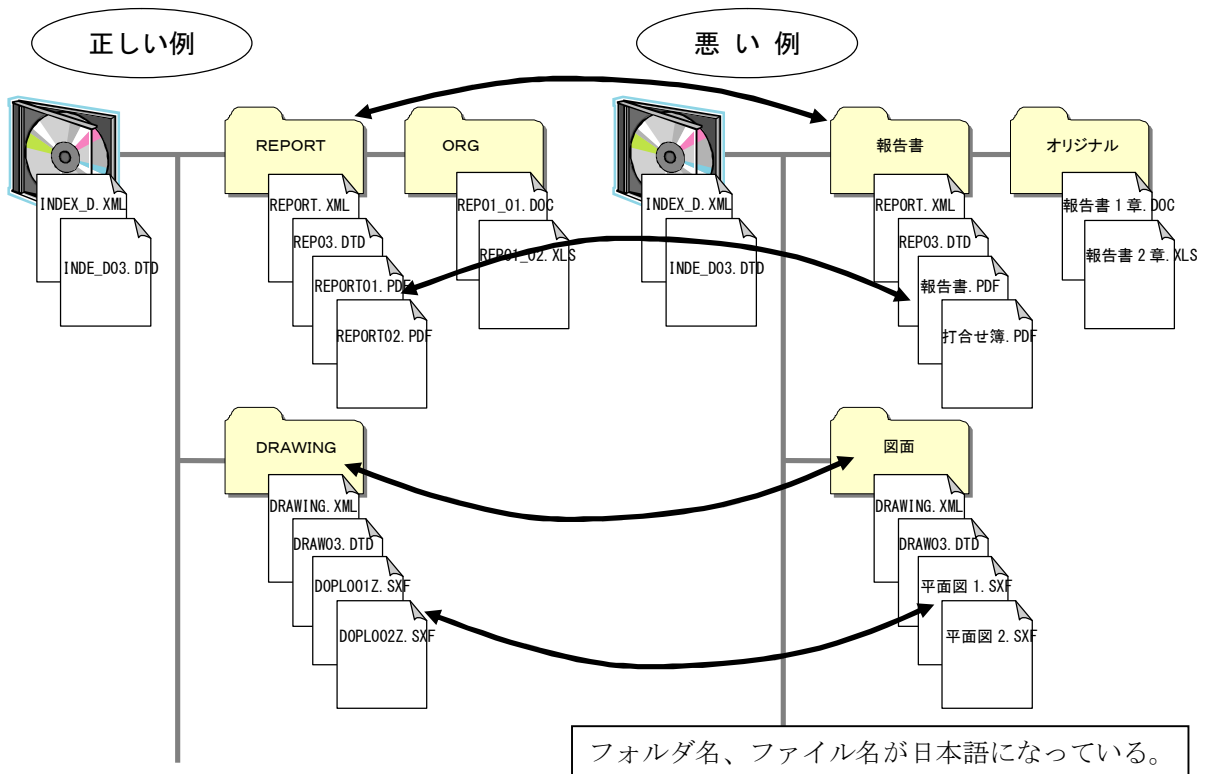 正しい例
悪 い 例
REPORT
ORG
報告書
オリジナル
INDEX_D.XML
INDE_D03.DTD
REPORT.XML
REP03.DTD
REPORT01.PDF
REPORT02.PDF
REP01_01.DOC
REP01_02.XLS
INDEX_D.XML
INDE_D03.DTD
REPORT.XML
REP03.DTD
報告書.PDF
打合せ簿.PDF
報告書 1 章.DOC
報告書 2 章.XLS
DRAWING
図面
DRAWING.XML
DRAW03.DTD
D0PL001Z.SXF
D0PL002Z.SXF
DRAWING.XML
DRAW03.DTD
平面図 1.SXF
平面図 2.SXF
フォルダ名、ファイル名が日本語になっている。